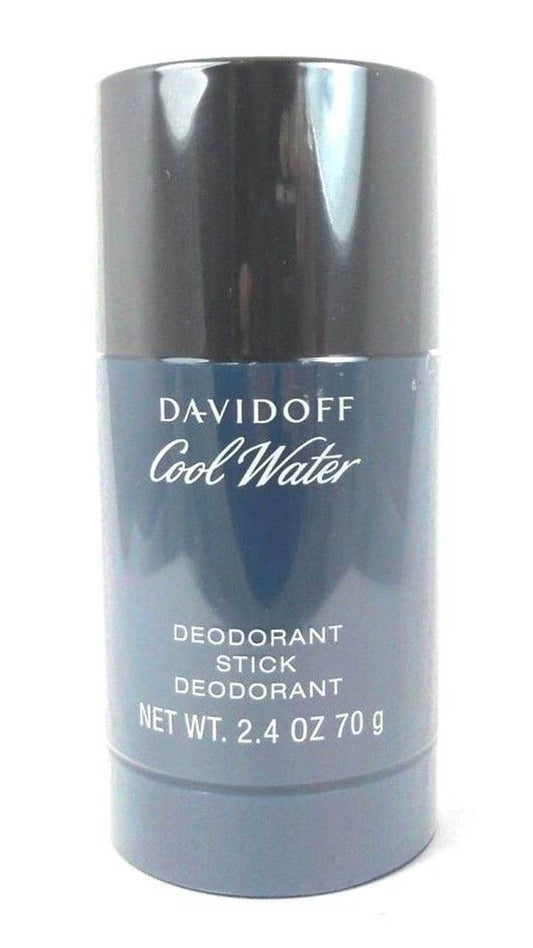 DAVIDOFF
Cool Water
DEODORANT
STICK
DEODORANT
NET WT. 2.4 OZ 70 g